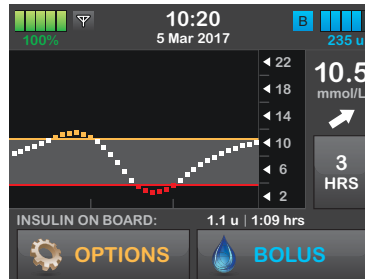 10:20
B
100%
5 Mar 2017
235 u
22
18
14
10
6
2
10.5
mmol/L
3
HRS
INSULIN ON BOARD: 1.1 u | 1:09 hrs
OPTIONS
BOLUS